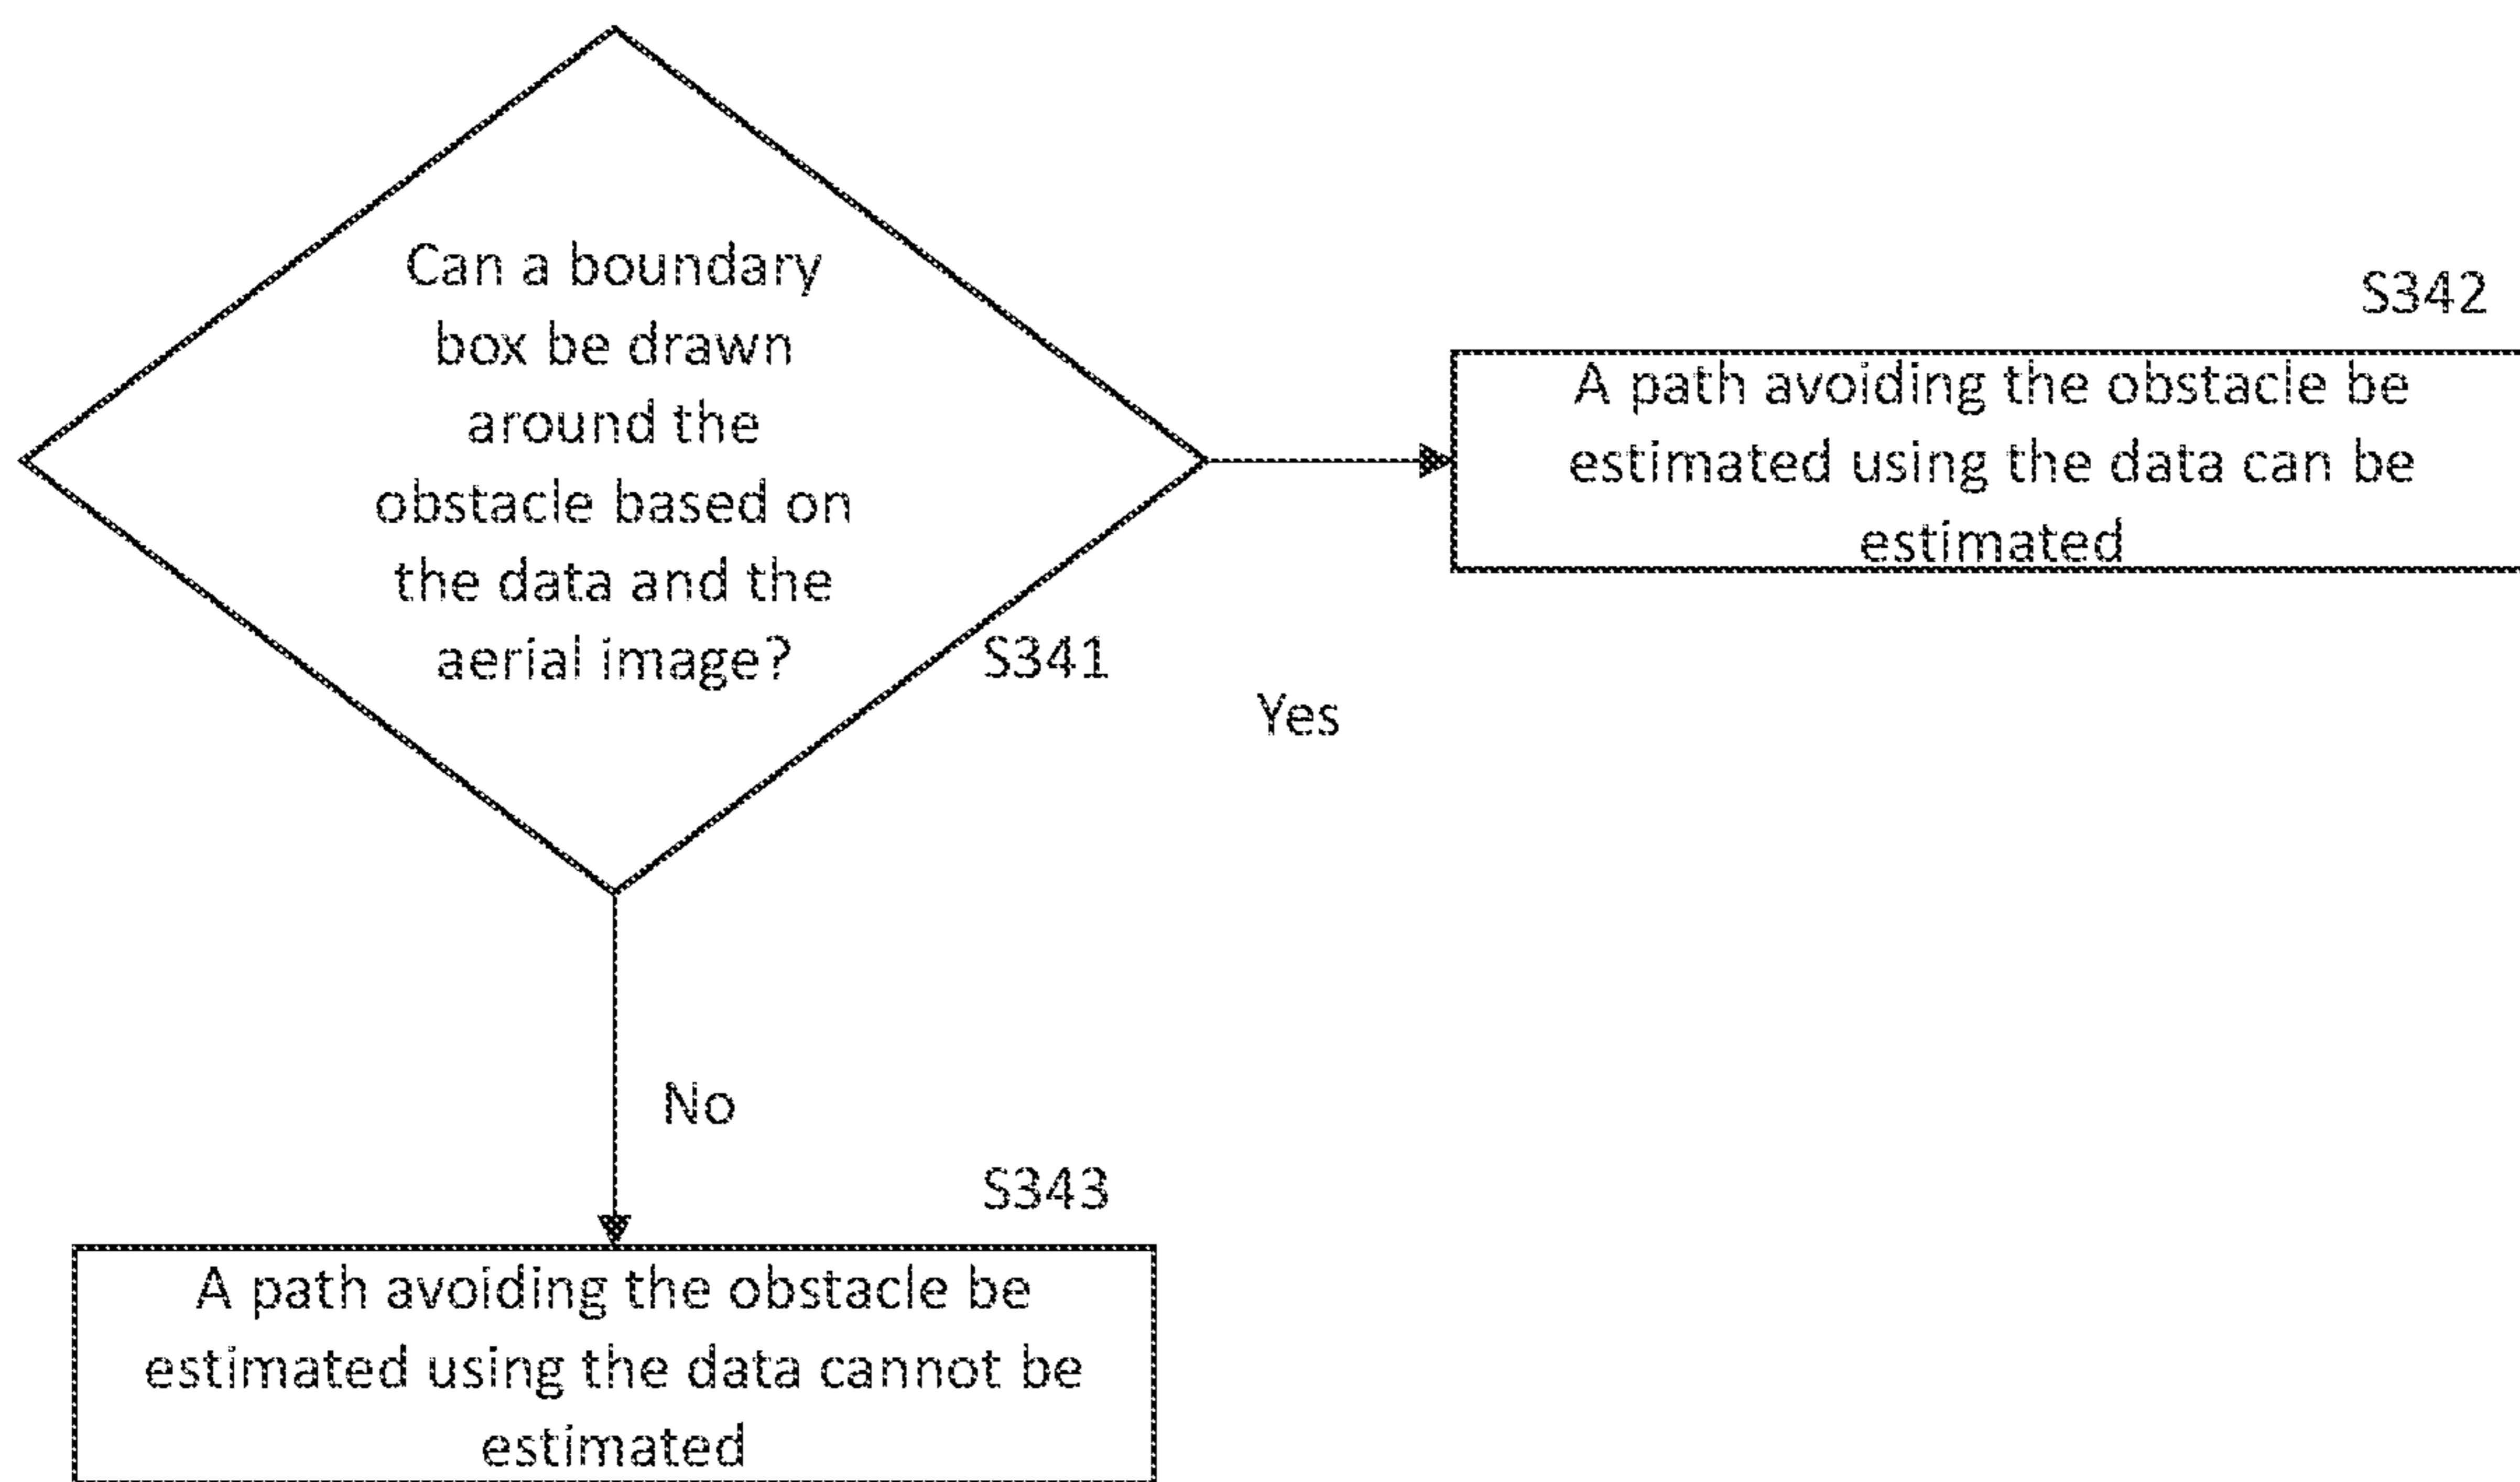 Can a boundary
box be drawn
around the
obstacle based on
the data and the
aerial image?
S341
Yes
S342
A path avoiding the obstacle be
estimated using the data can be
estimated
No
S343
A path avoiding the obstacle be
estimated using the data cannot be
estimated